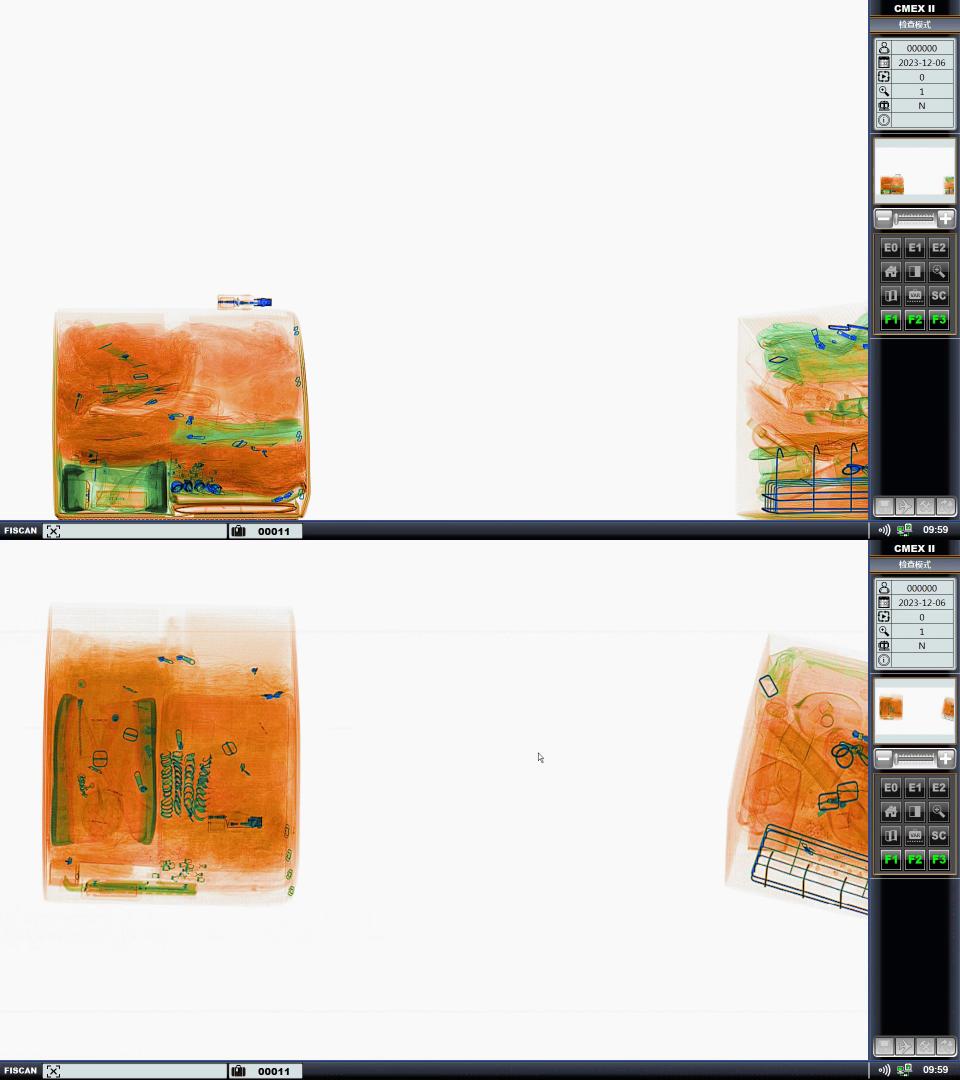 CMEX II
检查模式
000000
2023-12-06
0
1
N
E0 E1 E2
VAR SC
F1 F2 F3
FISCAN 00011 09:59
CMEX II
检查模式
000000
2023-12-06
0
1
N
E0 E1 E2
VAR SC
F1 F2 F3
FISCAN 00011 09:59